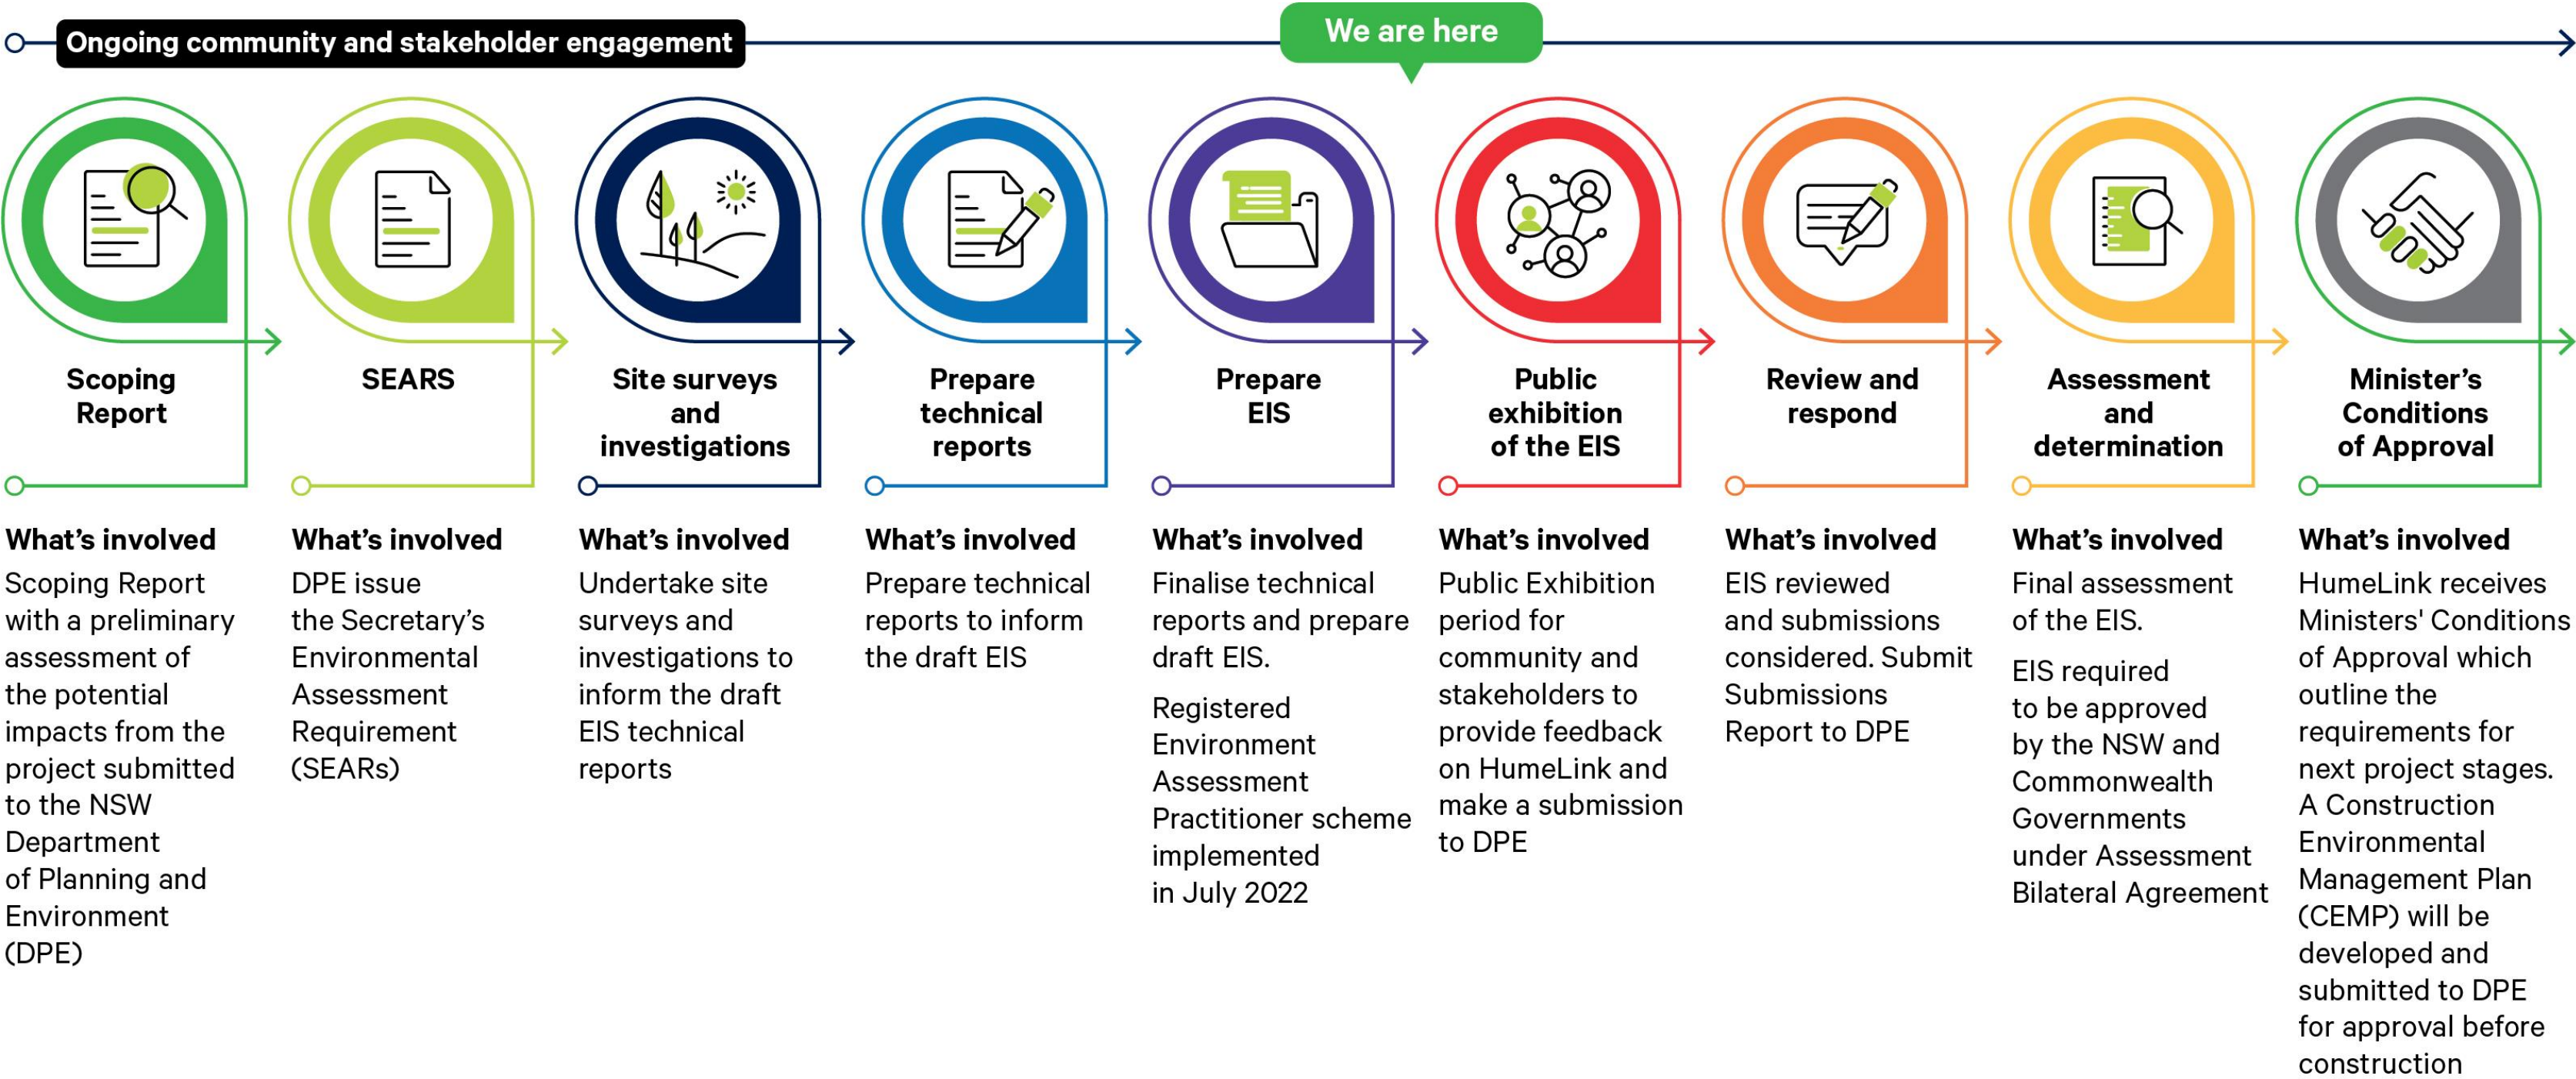 Ongoing community and stakeholder engagement
We are here
Scoping
Report
SEARS
Site surveys
and
investigations
Prepare
technical
reports
Prepare
EIS
Public
exhibition
of the EIS
Review and
respond
Assessment
and
determination
Minister’s
Conditions
of Approval
What’s involved
Scoping Report
with a preliminary
assessment of
the potential
impacts from the
project submitted
to the NSW
Department
of Planning and
Environment
(DPE)
What’s involved
DPE issue
the Secretary’s
Environmental
Assessment
Requirement
(SEARs)
What’s involved
Undertake site
surveys and
investigations to
inform the draft
EIS technical
reports
What’s involved
Prepare technical
reports to inform
the draft EIS
What’s involved
Finalise technical
reports and prepare
draft EIS.
Registered
Environment
Assessment
Practitioner scheme
implemented
in July 2022
What’s involved
Public Exhibition
period for
community and
stakeholders to
provide feedback
on HumeLink and
make a submission
to DPE
What’s involved
EIS reviewed
and submissions
considered. Submit
Submissions
Report to DPE
What’s involved
Final assessment
of the EIS.
EIS required
to be approved
by the NSW and
Commonwealth
Governments
under Assessment
Bilateral Agreement
What’s involved
HumeLink receives
Ministers' Conditions
of Approval which
outline the
requirements for
next project stages.
A Construction
Environmental
Management Plan
(CEMP) will be
developed and
submitted to DPE
for approval before
construction